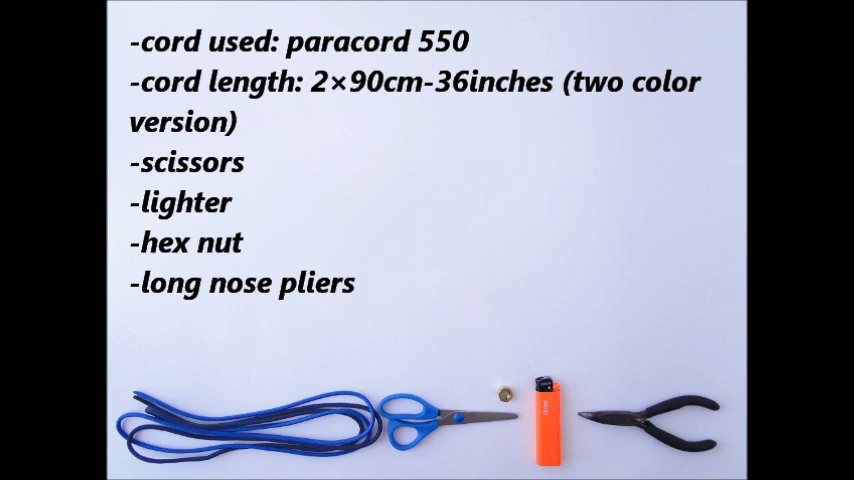 -cord used: paracord 550
-cord length: 2×90cm-36inches (two color
version)
-scissors
-lighter
-hex nut
-long nose pliers